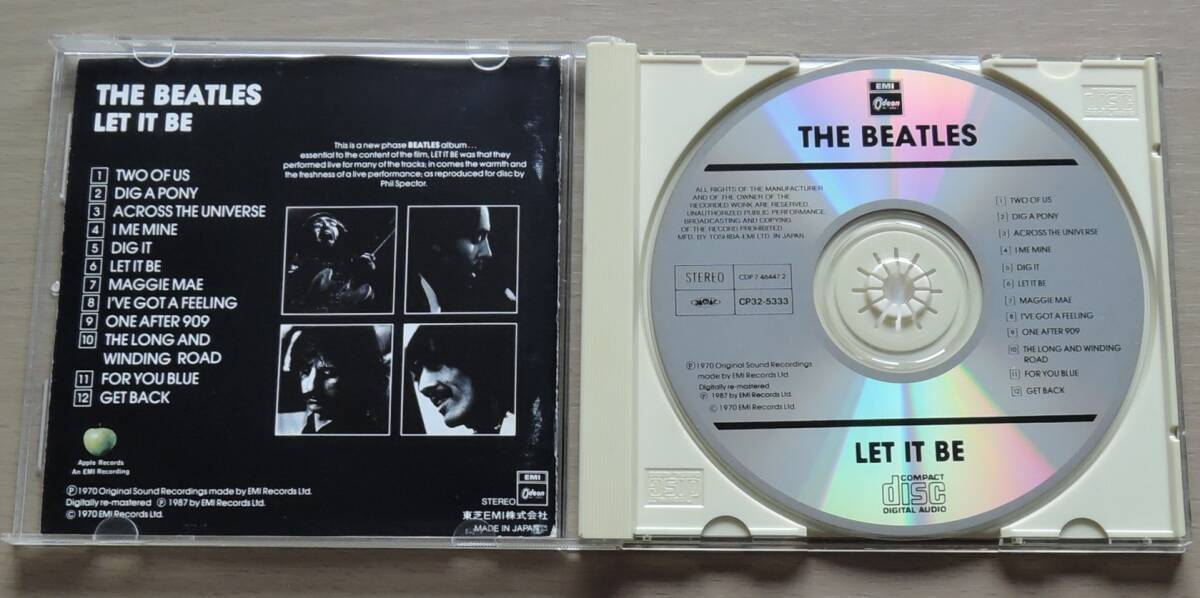 THE BEATLES
LET IT BE
1 TWO OF US
2 DIG A PONY
3 ACROSS THE UNIVERSE
4 I ME MINE
5 DIG IT
6 LET IT BE
7 MAGGIE MAE
8 I'VE GOT A FEELING
9 ONE AFTER 909
10 THE LONG AND
WINDING ROAD
11 FOR YOU BLUE
12 GET BACK
This is a new phase BEATLES album . . .
essential to the content of the film, LET IT BE was that they
performed live for many of the tracks; in comes the warmth and
the freshness of a live performance; as reproduced for disc by
Phil Spector.
Apple Records
An EMI Recording
Ⓟ 1970 Original Sound Recordings made by EMI Records Ltd.
Digitally re-mastered Ⓟ 1987 by EMI Records Ltd.
© 1970 EMI Records Ltd.
STEREO
EMI
Odeon
東芝EMI株式会社
MADE IN JAPAN
EMI
Odeon
THE BEATLES
ALL RIGHTS OF THE MANUFACTURER
AND OF THE OWNER OF THE
RECORDED WORK ARE RESERVED.
UNAUTHORIZED PUBLIC PERFORMANCE,
BROADCASTING AND COPYING
OF THE RECORD PROHIBITED
MFD. BY TOSHIBA-EMI LTD. IN JAPAN
STEREO
CDP 7 46447 2
CP32-5333
Ⓟ 1970 Original Sound Recordings
made by EMI Records Ltd.
Digitally re-mastered
Ⓟ 1987 by EMI Records Ltd.
© 1970 EMI Records Ltd.
1 TWO OF US
2 DIG A PONY
3 ACROSS THE UNIVERSE
4 I ME MINE
5 DIG IT
6 LET IT BE
7 MAGGIE MAE
8 I'VE GOT A FEELING
9 ONE AFTER 909
10 THE LONG AND WINDING
ROAD
11 FOR YOU BLUE
12 GET BACK
LET IT BE
COMPACT
disc
DIGITAL AUDIO
disc
disc